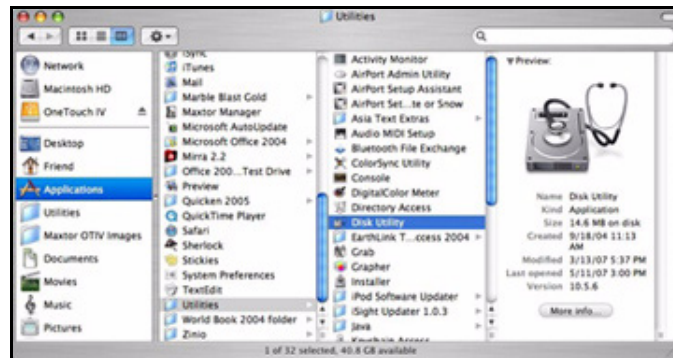 Utilities
Network
Macintosh HD
OneTouch IV
Desktop
Friend
Applications
Utilities
Maxtor OTIV Images
Documents
Movies
Music
Pictures
iSync
iTunes
Mail
Marble Blast Gold
Maxtor Manager
Microsoft AutoUpdate
Microsoft Office 2004
Mirra 2.2
Office 200...Test Drive
Preview
Quicken 2005
QuickTime Player
Safari
Sherlock
Stickies
System Preferences
TextEdit
Utilities
World Book 2004 folder
Zinio
Activity Monitor
AirPort Admin Utility
AirPort Setup Assistant
AirPort Set...te or Snow
Asia Text Extras
Audio MIDI Setup
Bluetooth File Exchange
ColorSync Utility
Console
DigitalColor Meter
Directory Access
Disk Utility
EarthLink T...ccess 2004
Grab
Grapher
Installer
iPod Software Updater
iSight Updater 1.0.3
Java
Keychain Access
Preview:
Name Disk Utility
Kind Application
Size 14.6 MB on disk
Created 9/18/04 11:13
AM
Modified 3/13/07 5:37 PM
Last opened 5/11/07 3:00 PM
Version 10.5.6
More info...
1 of 32 selected, 40.8 GB available